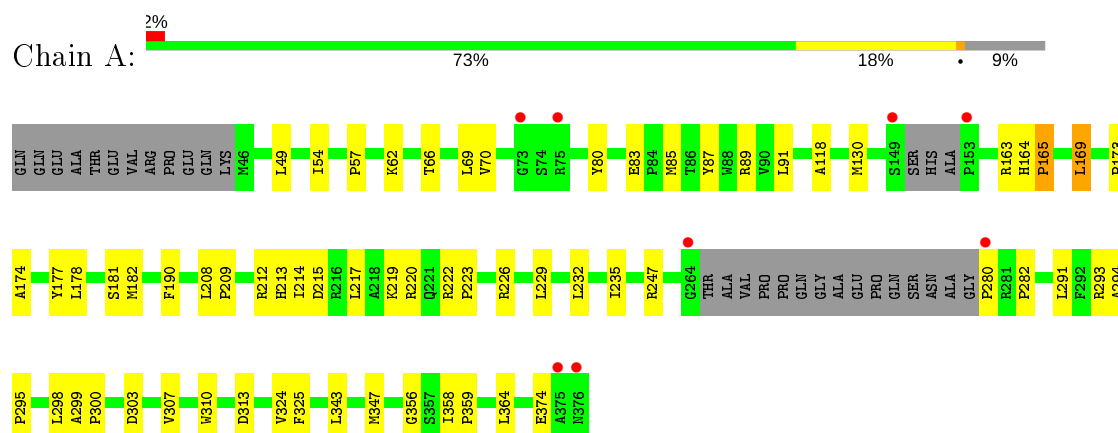 2%
Chain A:
73% 18% • 9%
GLN GLN GLU ALA THR GLU VAL ARG PRO GLU GLN LYS M46 L49 I54 P57 K62 T66 L69 V70 G73 S74 R75 Y80 E83 P84 M85 T86 Y87 W88 R89 V90 L91 A118 M130 S149 SER HIS ALA P153 R163 H164 P165 L169
A174 Y177 L178 S181 M182 F190 L208 P209 R212 H213 I214 D215 R216 L217 A218 K219 R220 Q221 R222 P223 R226 L229 L232 I235 R247 G264 THR ALA VAL PRO PRO GLN GLY ALA GLU PRO GLN SER ASN ALA GLY P280 R281 P282 L291 F292 R293 A294
P295 L298 A299 P300 D303 V307 W310 D313 V324 F325 L343 M347 G356 S357 I358 P359 L364 E374 A375 N376